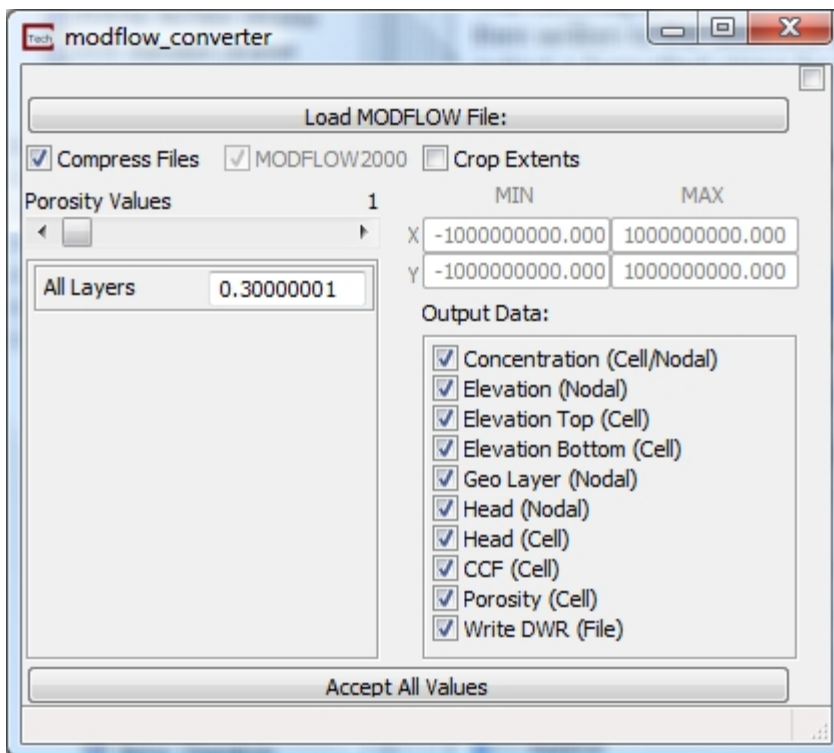 Tech modflow_converter
Load MODFLOW File:
Compress Files MODFLOW2000 Crop Extents
Porosity Values 1 MIN MAX
X -1000000000.000 1000000000.000
Y -1000000000.000 1000000000.000
All Layers 0.30000001
Output Data:
Concentration (Cell/Nodal)
Elevation (Nodal)
Elevation Top (Cell)
Elevation Bottom (Cell)
Geo Layer (Nodal)
Head (Nodal)
Head (Cell)
CCF (Cell)
Porosity (Cell)
Write DWR (File)
Accept All Values